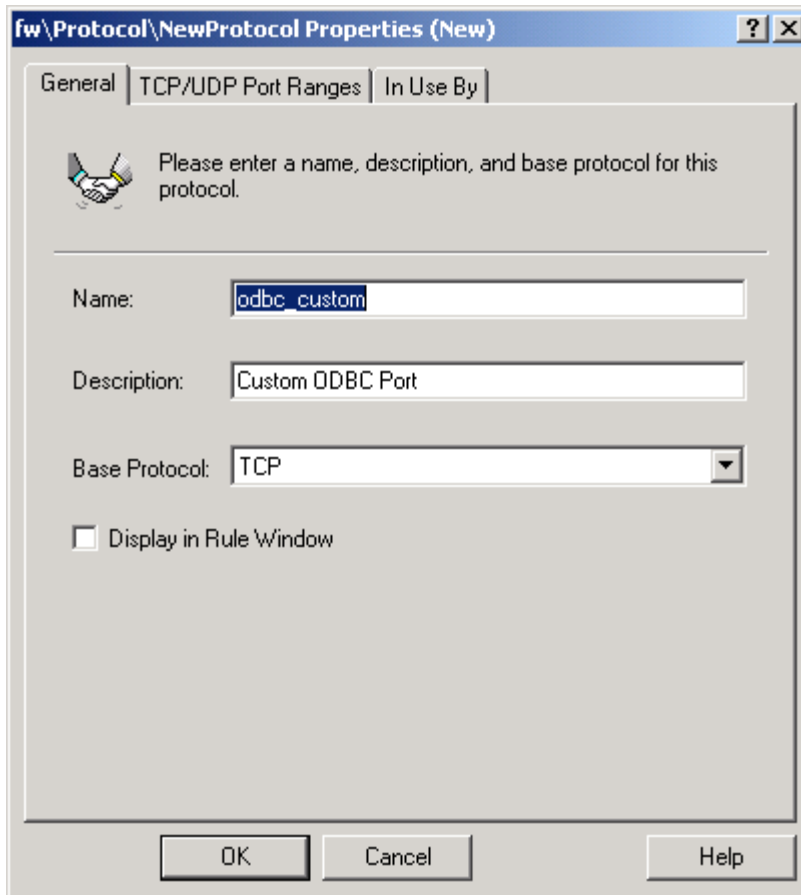 fw\Protocol\NewProtocol Properties (New)
General
TCP/UDP Port Ranges
In Use By
Please enter a name, description, and base protocol for this
protocol.
Name:
odbc_custom
Description:
Custom ODBC Port
Base Protocol:
TCP
Display in Rule Window
OK
Cancel
Help